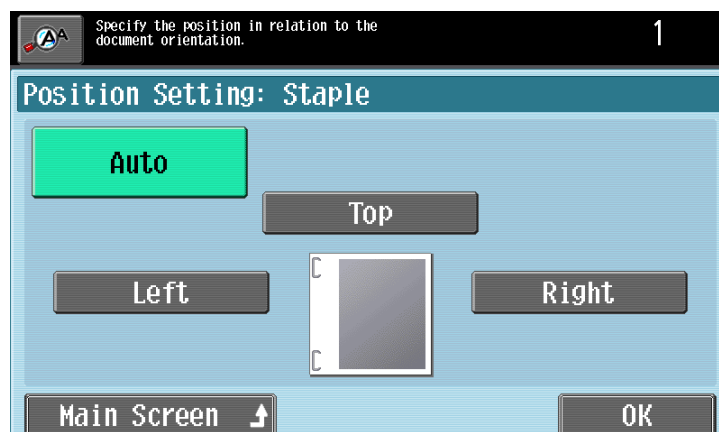 Specify the position in relation to the
document orientation.
1
Position Setting: Staple
Auto
Top
Left
Right
Main Screen
OK